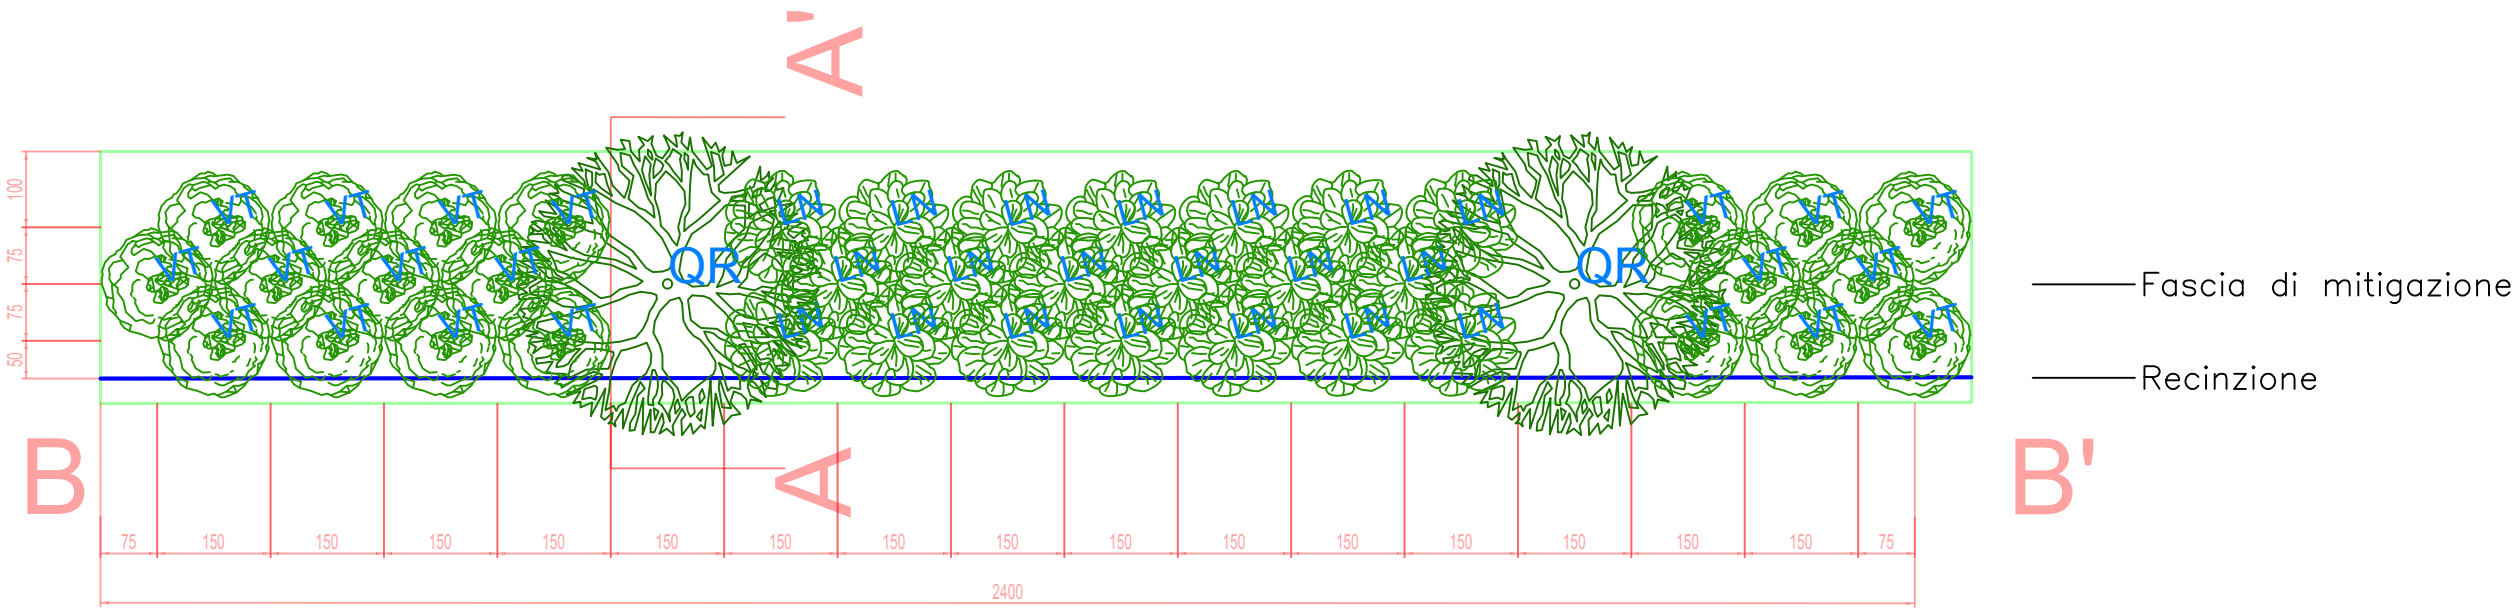 A'
VT VT VT VT LN LN LN LN LN LN LN VT VT VT
100
VT VT VT VT QR LN LN LN LN LN LN QR VT VT
75
Fascia di mitigazione
75
VT VT VT VT LN LN LN LN LN LN LN VT VT VT
50
Recinzione
B A B'
75 150 150 150 150 150 150 150 150 150 150 150 150 150 150 150 75
2400